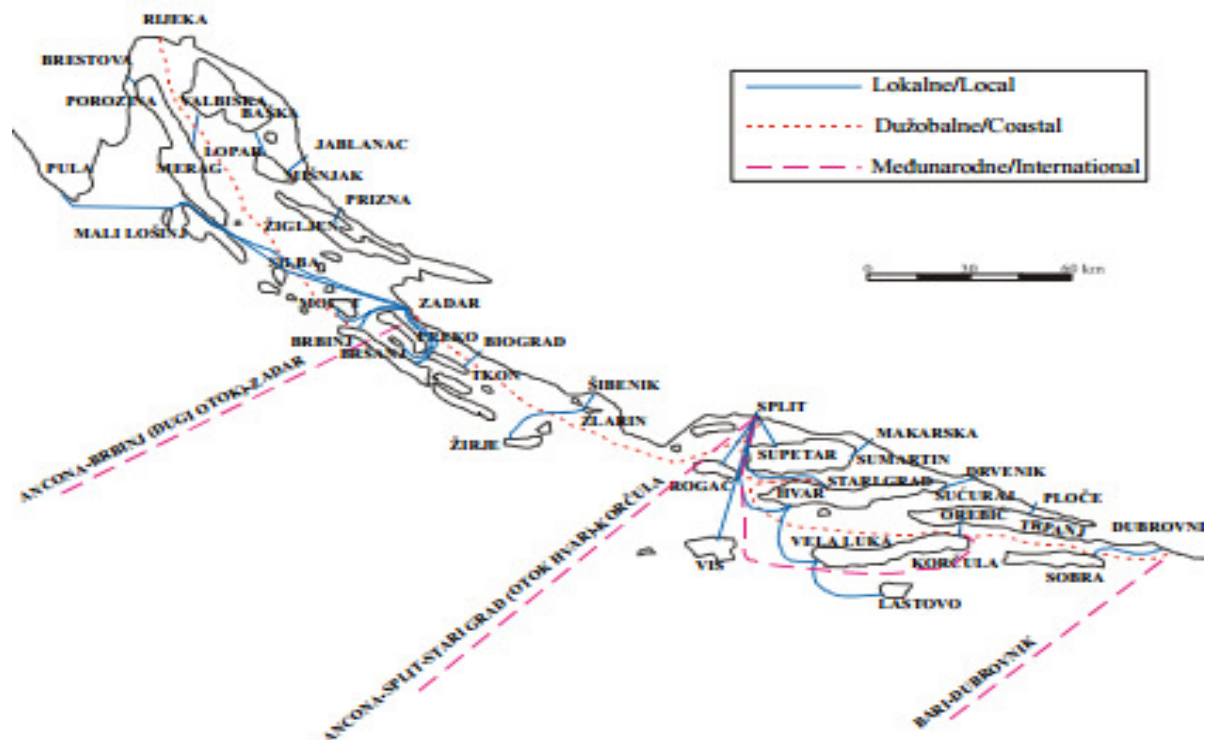 RIJEKA
BRESTOVA
POROZINA
VALBISKA
BAŠKA
LOPAR
JABLANAC
PULA
MERAG
MIŠNJAK
PRIZNA
MALI LOŠINJ
ŽIGLJEN
SILBA
ZADAR
BRBINJ
PREKO
BIOGRAD
BRŠANJ
TKON
ŠIBENIK
ZLARIN
ŽIRJE
SPLIT
MAKARSKA
SUPETAR
SUMARTIN
ROGAČ
STARI GRAD
DRVENIK
HVAR
SUĆURAJ
PLOČE
OREBIĆ
TRPANJ
DUBROVNI
VELA LUKA
VIS
KORČULA
SOBRA
LASTOVO
Lokalne/Local
Dužobalne/Coastal
Međunarodne/International
0 30 60 km
ANCONA-BRBINJ (DUGI OTOK)-ZADAR
ANCONA-SPLIT-STARI GRAD (OTOK HVAR)-KORČULA
BARI-DUBROVNIK